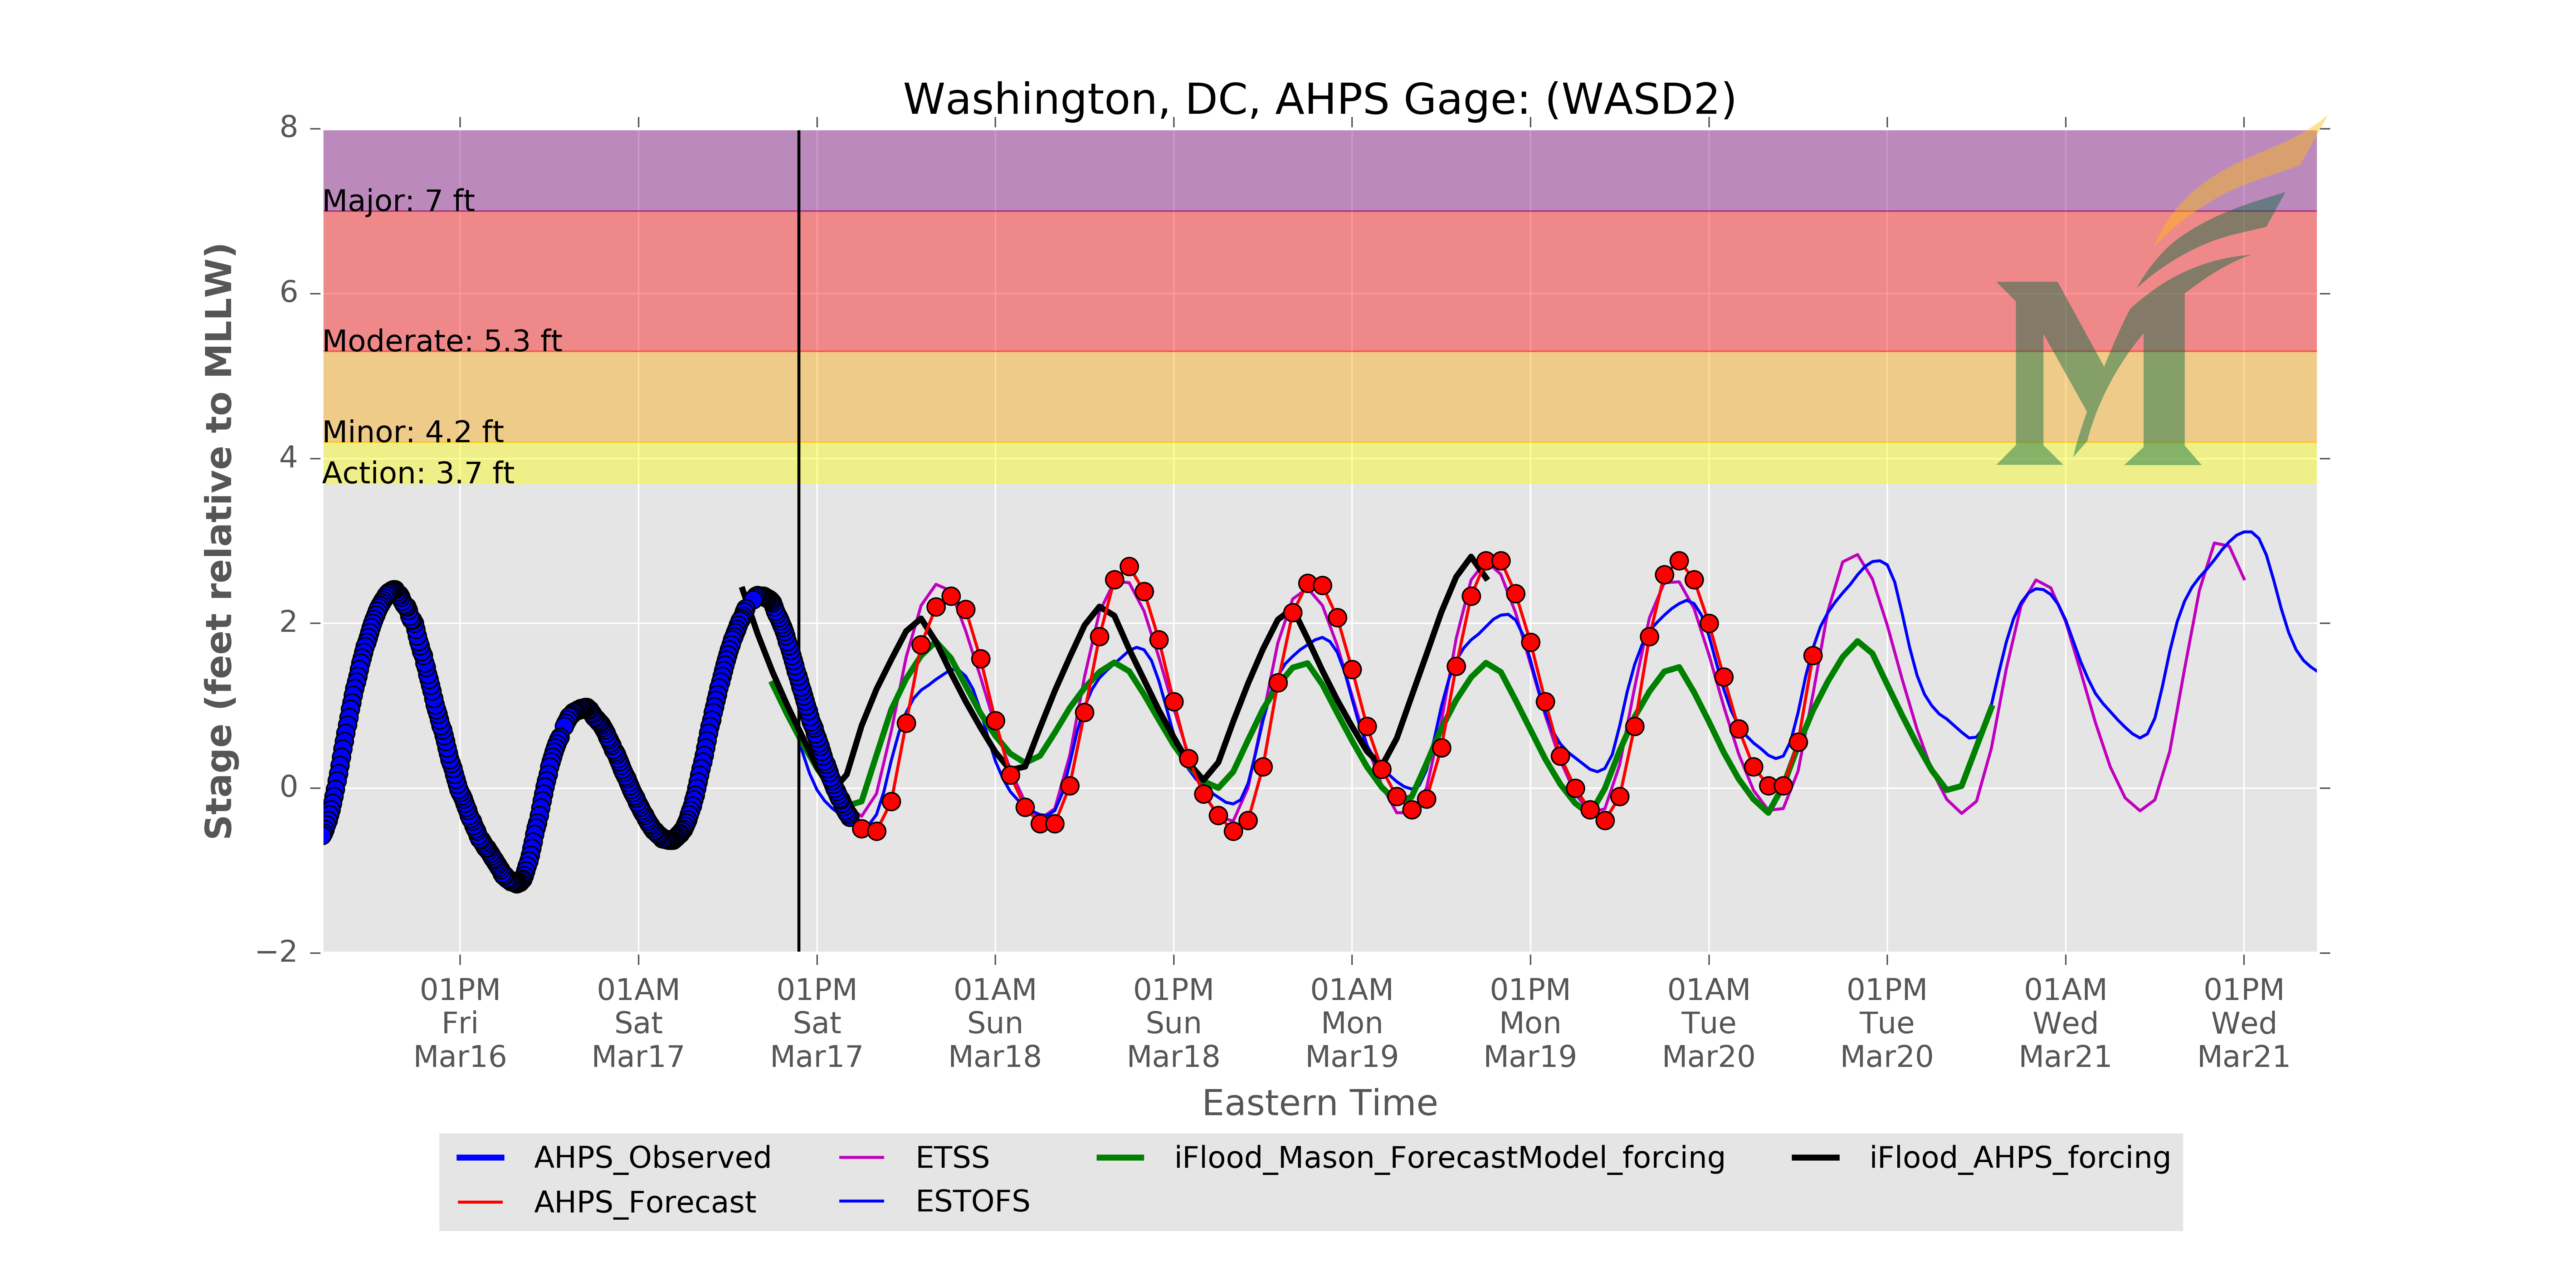 Washington, DC, AHPS Gage: (WASD2)
8
Major: 7 ft
6
Moderate: 5.3 ft
Minor: 4.2 ft
4
Action: 3.7 ft
2
0
−2
Stage (feet relative to MLLW)
01PM 01AM 01PM 01AM 01PM 01AM 01PM 01AM 01PM 01AM 01PM
Fri Sat Sat Sun Sun Mon Mon Tue Tue Wed Wed
Mar16 Mar17 Mar17 Mar18 Mar18 Mar19 Mar19 Mar20 Mar20 Mar21 Mar21
Eastern Time
AHPS_Observed ETSS iFlood_Mason_ForecastModel_forcing iFlood_AHPS_forcing
AHPS_Forecast ESTOFS
M